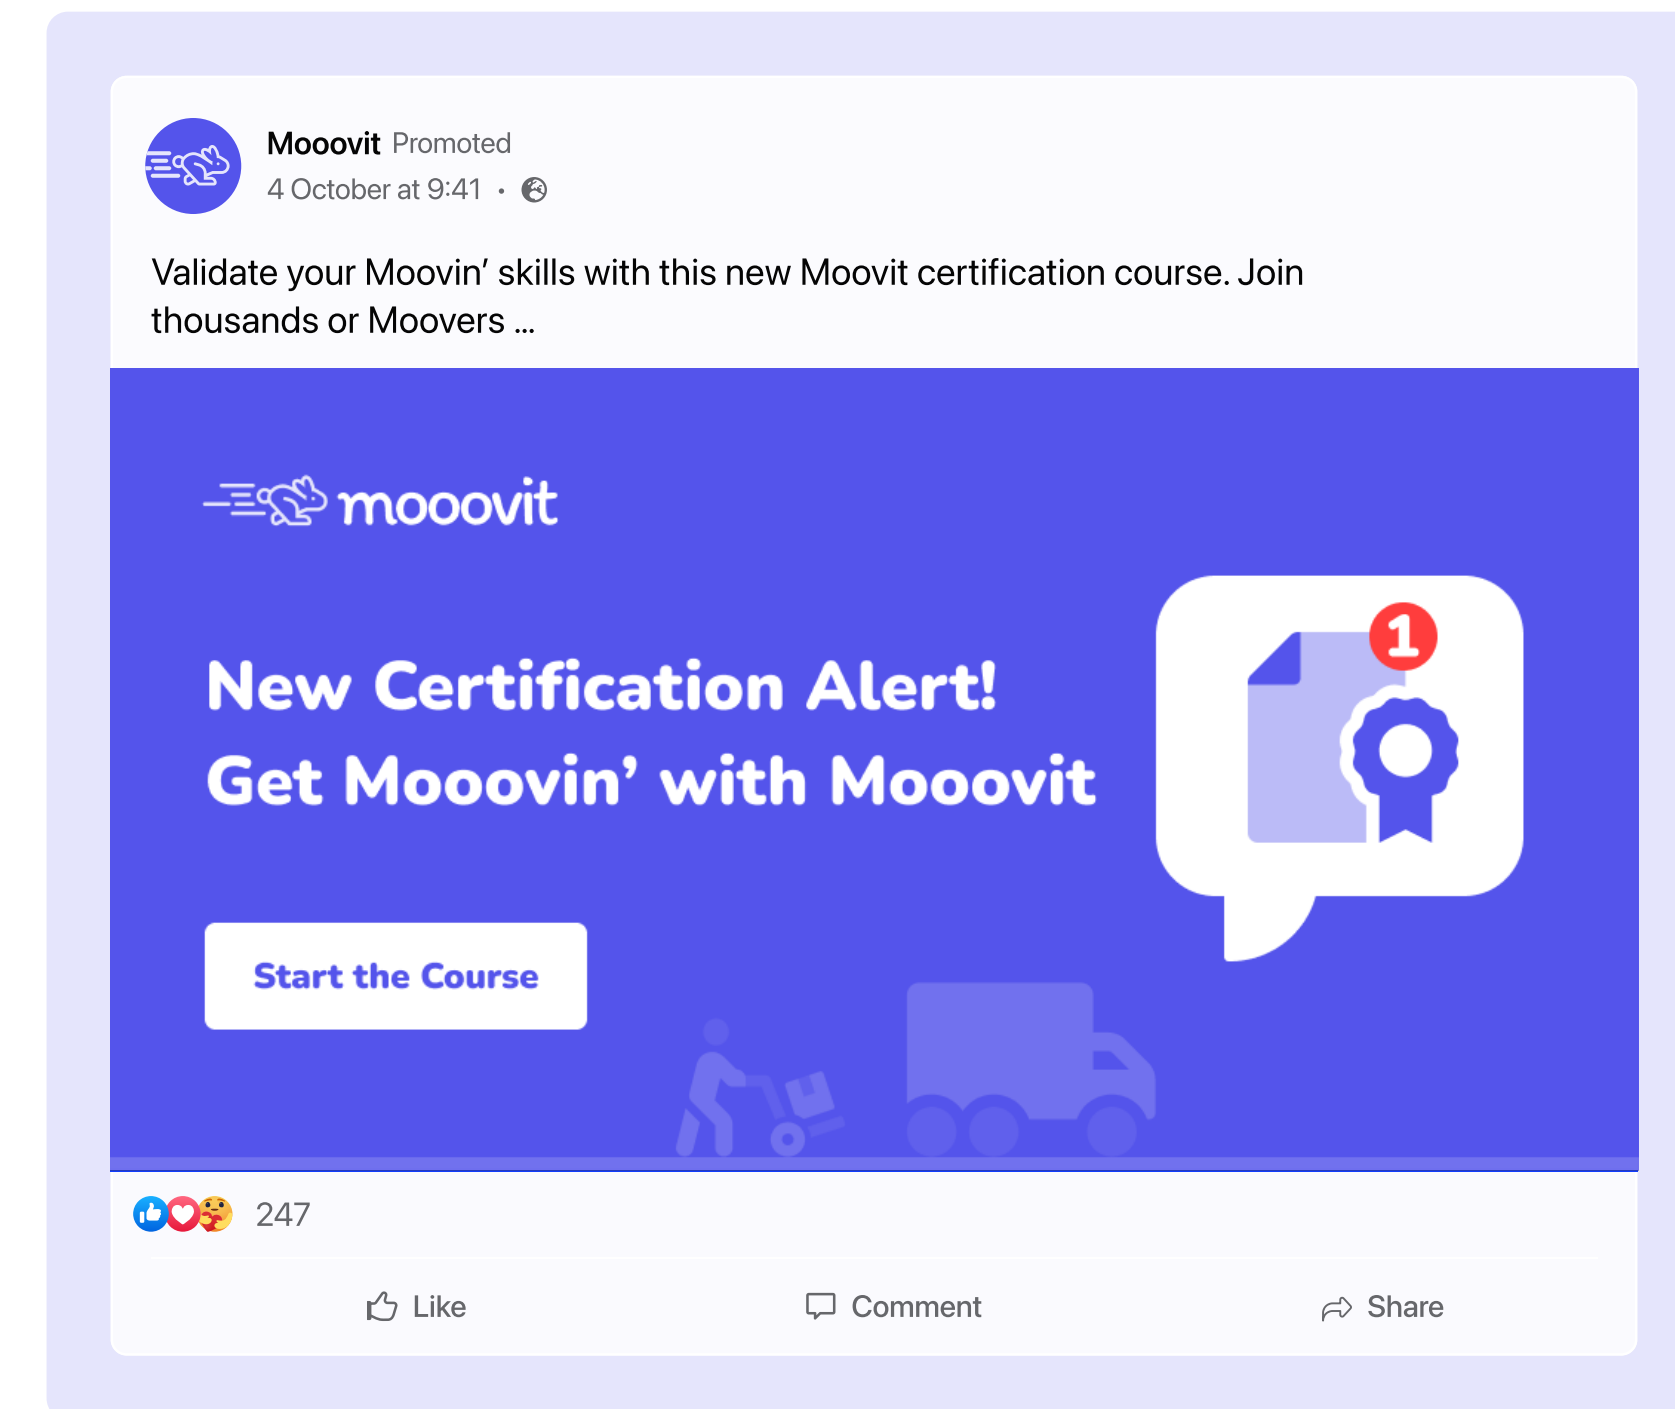 Mooovit Promoted
4 October at 9:41 ·
Validate your Moovin’ skills with this new Moovit certification course. Join
thousands or Moovers ...
mooovit
1
New Certification Alert!
Get Mooovin’ with Mooovit
Start the Course
247
Like Comment Share